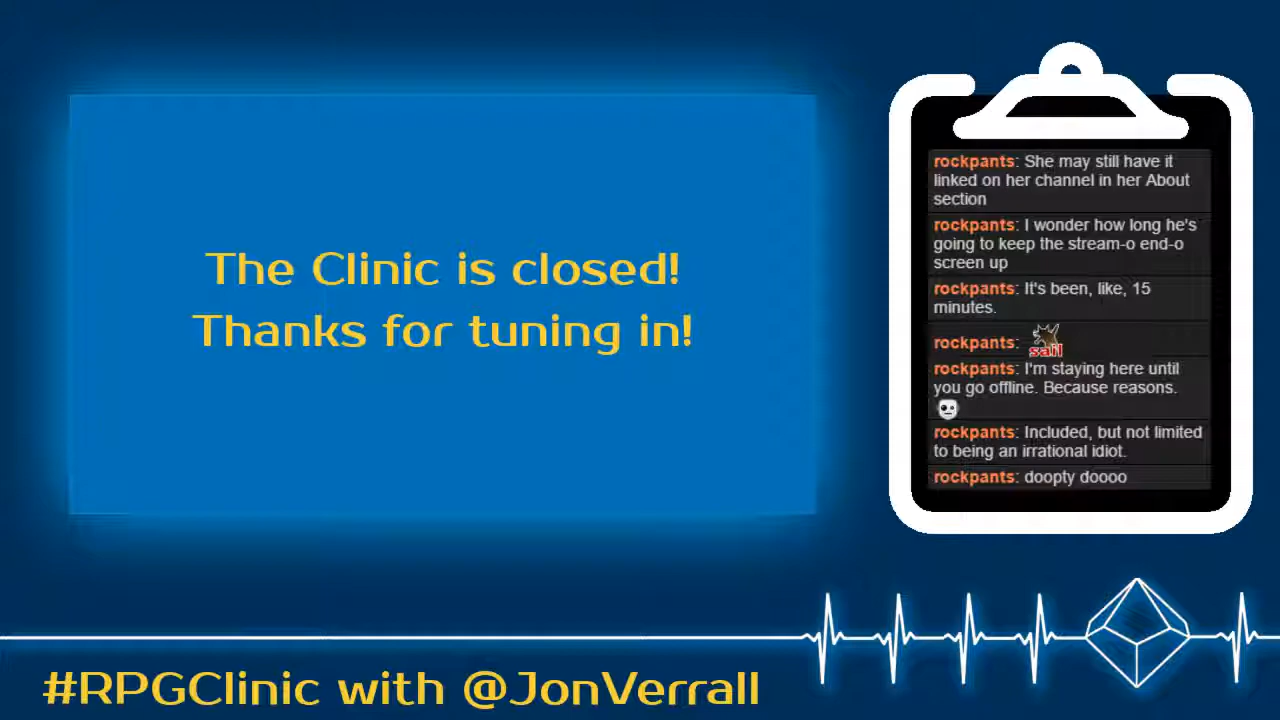 The Clinic is closed!
Thanks for tuning in!
rockpants: She may still have it
linked on her channel in her About
section
rockpants: I wonder how long he's
going to keep the stream-o end-o
screen up
rockpants: It's been, like, 15
minutes.
rockpants: sail
rockpants: I'm staying here until
you go offline. Because reasons.
rockpants: Included, but not limited
to being an irrational idiot.
rockpants: doopty doooo
#RPGClinic with @JonVerrall